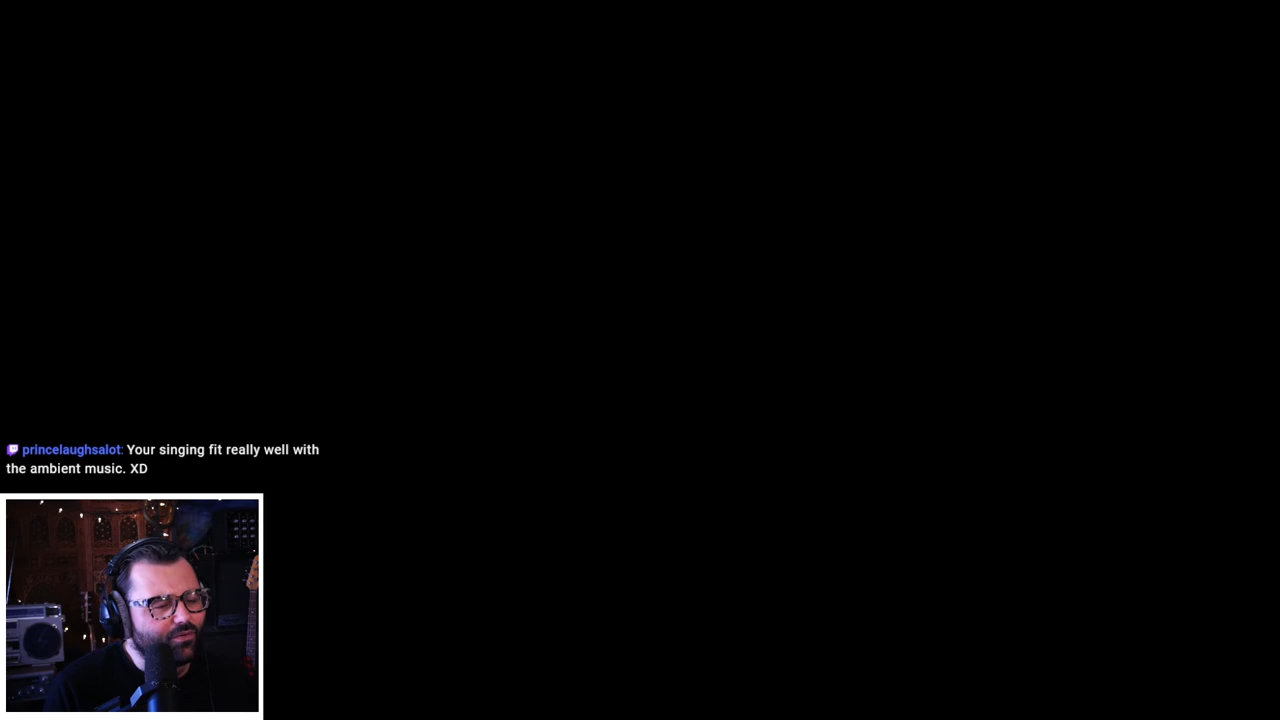 princelaughsalot: Your singing fit really well with
the ambient music. XD